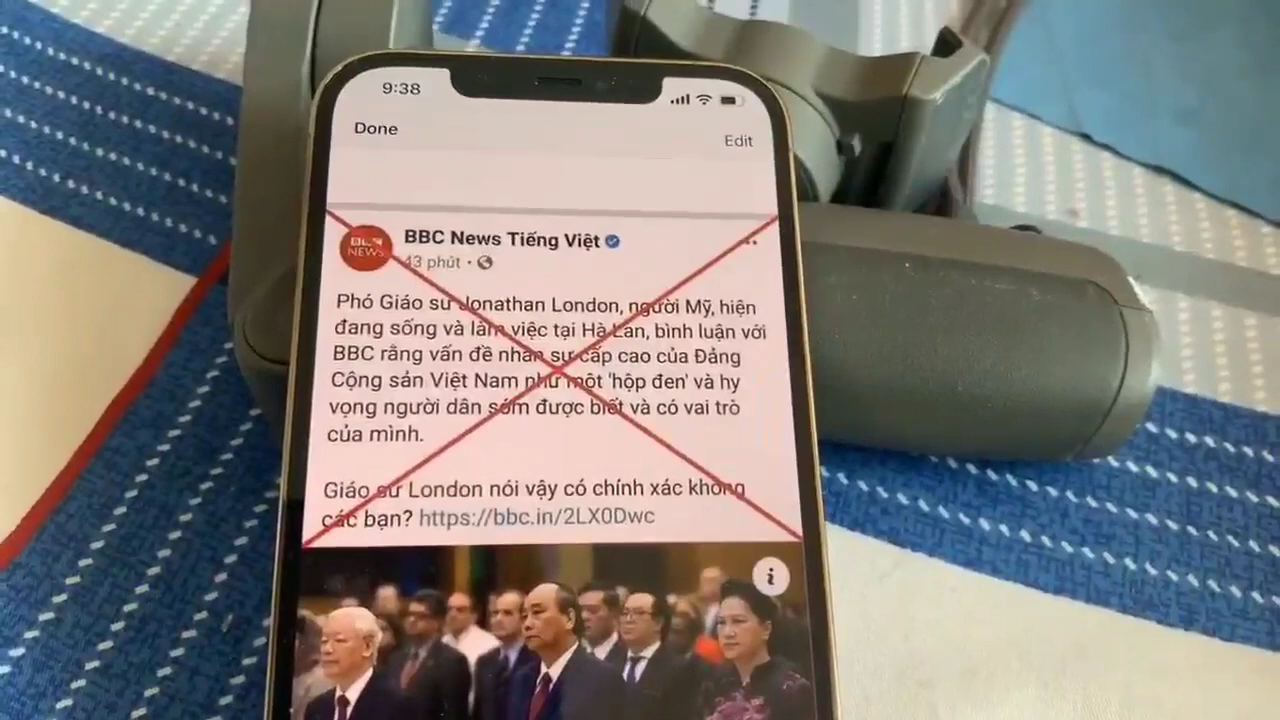 9:38
Done
Edit
BBC NEWS
BBC News Tiếng Việt
43 phút
Phó Giáo sư Jonathan London, người Mỹ, hiện
đang sống và làm việc tại Hà Lan, bình luận với
BBC rằng vấn đề nhân sự cấp cao của Đảng
Cộng sản Việt Nam như một 'hộp đen' và hy
vọng người dân sớm được biết và có vai trò
của mình.
Giáo sư London nói vậy có chính xác không
các bạn? https://bbc.in/2LX0Dwc